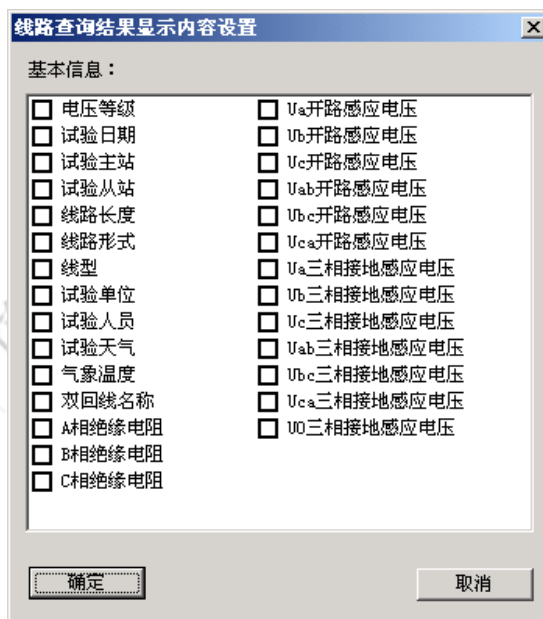 线路查询结果显示内容设置
基本信息：
电压等级
试验日期
试验主站
试验从站
线路长度
线路形式
线型
试验单位
试验人员
试验天气
气象温度
双回线名称
A相绝缘电阻
B相绝缘电阻
C相绝缘电阻
Ua开路感应电压
Ub开路感应电压
Uc开路感应电压
Uab开路感应电压
Ubc开路感应电压
Uca开路感应电压
Ua三相接地感应电压
Ub三相接地感应电压
Uc三相接地感应电压
Uab三相接地感应电压
Ubc三相接地感应电压
Uca三相接地感应电压
U0三相接地感应电压
确定
取消